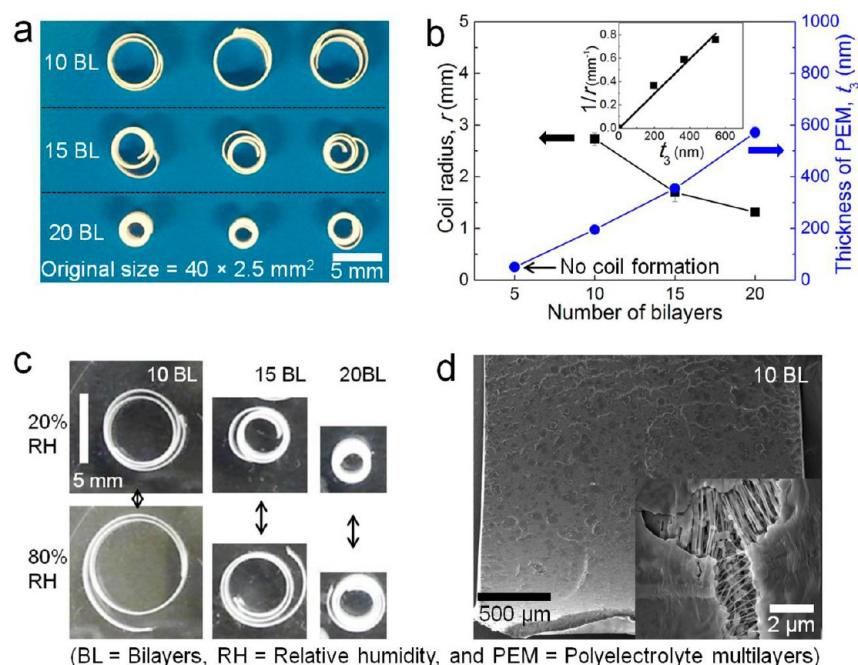 a
10 BL
15 BL
20 BL
Original size = 40 × 2.5 mm²
5 mm
b
Coil radius, r (mm)
5
4
3
2
1
0
1/r (mm⁻¹)
0.8
0.6
0.4
0.2
0.0
0 200 400 600
t₃ (nm)
No coil formation
5 10 15 20
Number of bilayers
1000
800
600
400
200
0
Thickness of PEM, t₃ (nm)
c
10 BL 15 BL 20BL
20% RH
5 mm
80% RH
d
10 BL
500 µm
2 µm
(BL = Bilayers, RH = Relative humidity, and PEM = Polyelectrolyte multilayers)